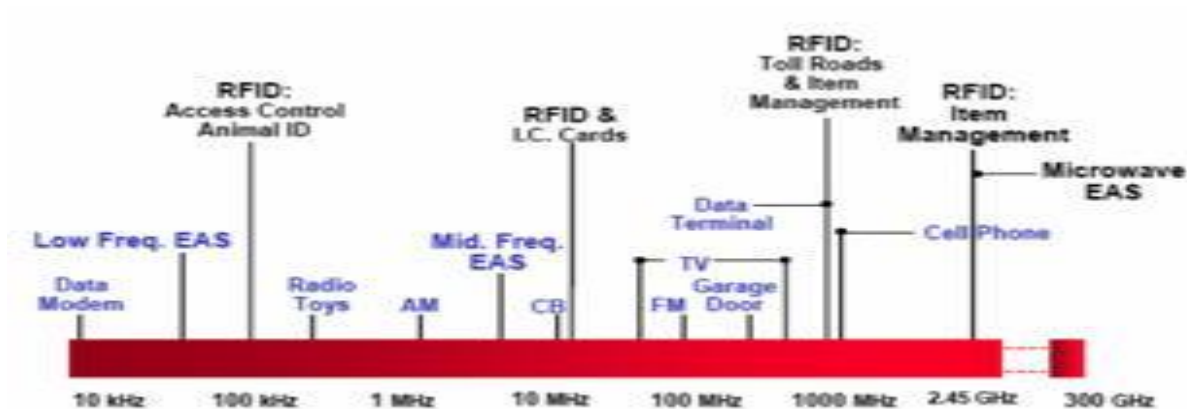 RFID:
Toll Roads
& Item
Management
RFID:
Access Control
Animal ID
RFID:
Item
Management
RFID &
I.C. Cards
Microwave
EAS
Data
Terminal
Cell Phone
Low Freq. EAS
Mid. Freq.
EAS
TV
Data
Modem
Radio
Toys
AM
CB
FM
Garage
Door
10 kHz
100 kHz
1 MHz
10 MHz
100 MHz
1000 MHz
2.45 GHz
300 GHz